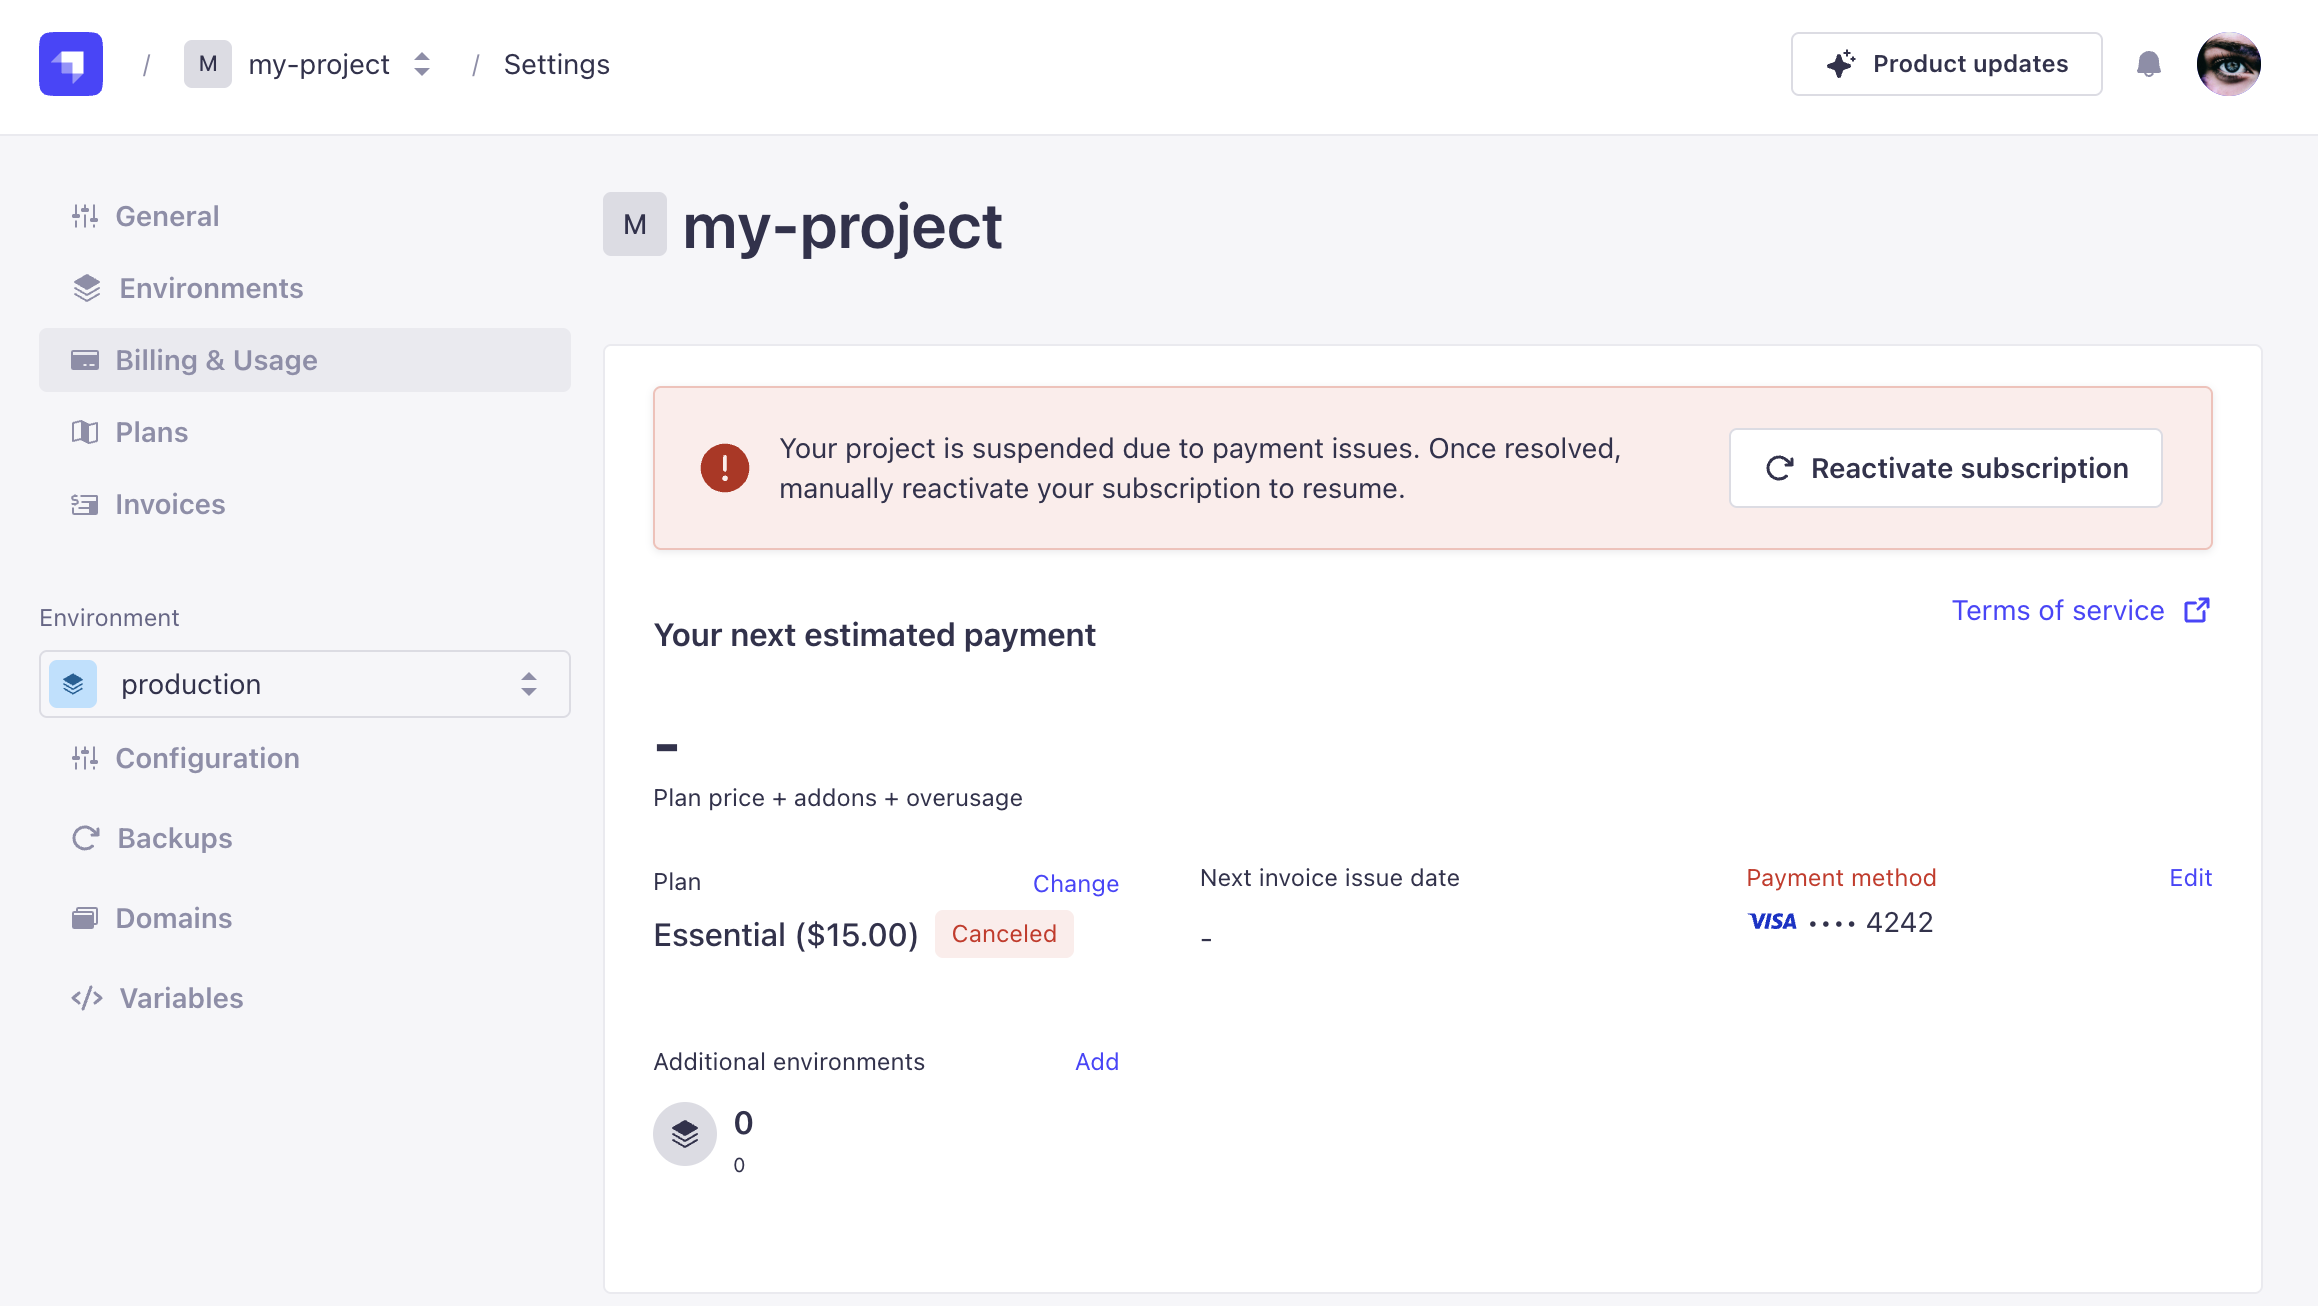 / M my-project / Settings
Product updates
General
Environments
Billing & Usage
Plans
Invoices
Environment
production
Configuration
Backups
Domains
Variables
M my-project
Your project is suspended due to payment issues. Once resolved,
manually reactivate your subscription to resume.
Reactivate subscription
Terms of service
Your next estimated payment
-
Plan price + addons + overusage
Plan
Change
Essential ($15.00) Canceled
Next invoice issue date
-
Payment method
Edit
VISA •••• 4242
Additional environments
Add
0
0